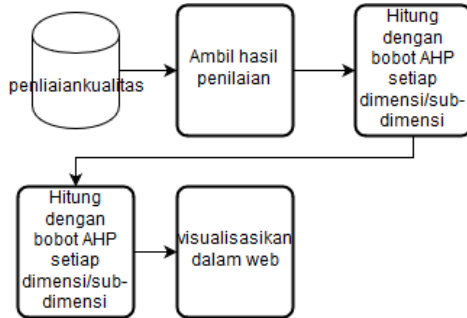 penliaiankualitas
Ambil hasil
penilaian
Hitung
dengan
bobot AHP
setiap
dimensi/sub-
dimensi
Hitung
dengan
bobot AHP
setiap
dimensi/sub-
dimensi
visualisasikan
dalam web